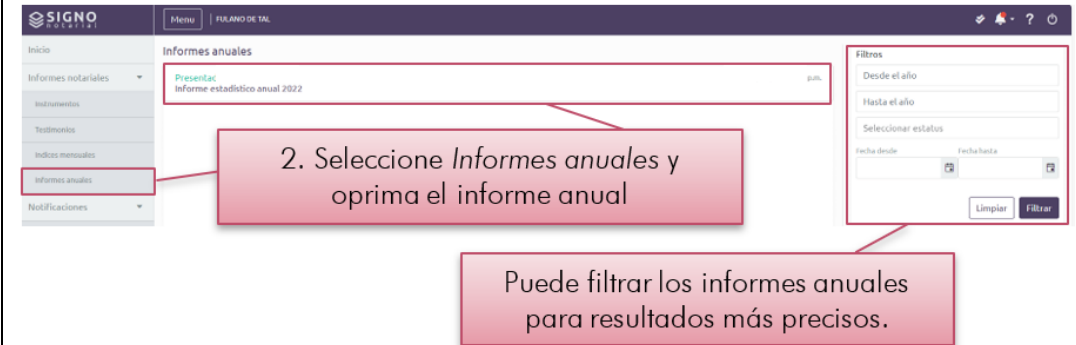 SIGNO
notarial
Menu
FULANO DE TAL
?
Inicio
Informes notariales
Instrumentos
Testimonios
Indices mensuales
Informes anuales
Notificaciones
Informes anuales
Presentac
p.m.
Informe estadístico anual 2022
Filtros
Desde el año
Hasta el año
Seleccionar estatus
Fecha desde Fecha hasta
Limpiar Filtrar
2. Seleccione Informes anuales y
oprima el informe anual
Puede filtrar los informes anuales
para resultados más precisos.